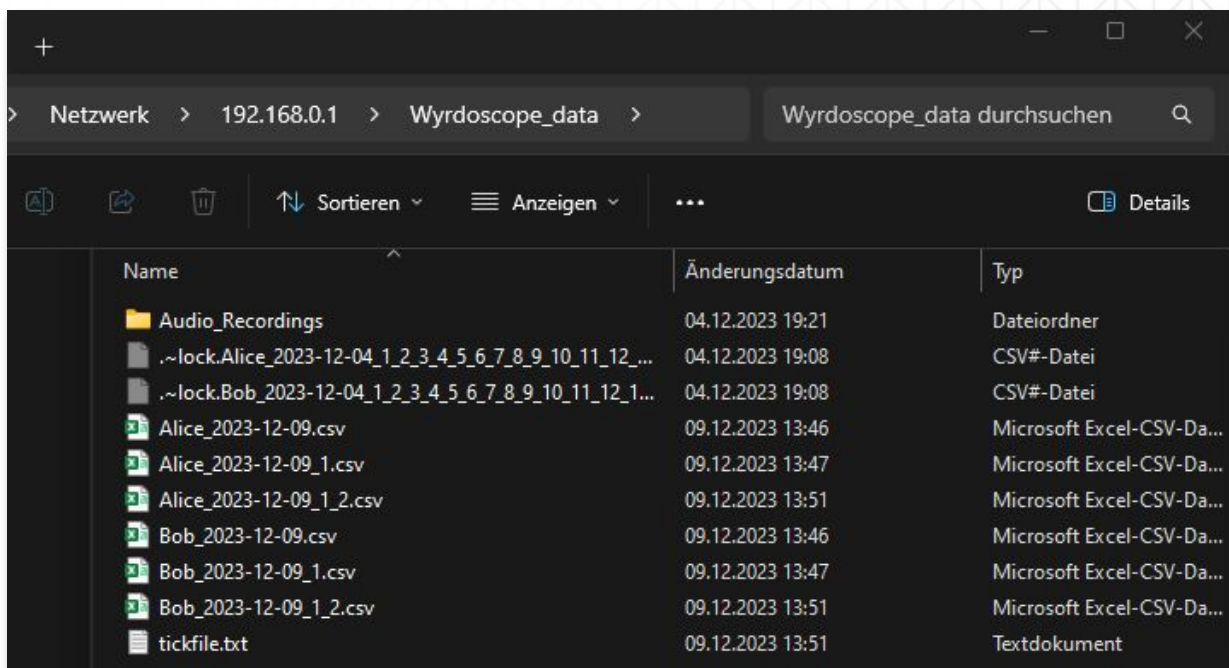 Netzwerk > 192.168.0.1 > Wyrdoscope_data > Wyrdoscope_data durchsuchen
Sortieren Anzeigen ... Details
Name Änderungsdatum Typ
Audio_Recordings 04.12.2023 19:21 Dateiordner
.~lock.Alice_2023-12-04_1_2_3_4_5_6_7_8_9_10_11_12_... 04.12.2023 19:08 CSV#-Datei
.~lock.Bob_2023-12-04_1_2_3_4_5_6_7_8_9_10_11_12_1... 04.12.2023 19:08 CSV#-Datei
Alice_2023-12-09.csv 09.12.2023 13:46 Microsoft Excel-CSV-Da...
Alice_2023-12-09_1.csv 09.12.2023 13:47 Microsoft Excel-CSV-Da...
Alice_2023-12-09_1_2.csv 09.12.2023 13:51 Microsoft Excel-CSV-Da...
Bob_2023-12-09.csv 09.12.2023 13:46 Microsoft Excel-CSV-Da...
Bob_2023-12-09_1.csv 09.12.2023 13:47 Microsoft Excel-CSV-Da...
Bob_2023-12-09_1_2.csv 09.12.2023 13:51 Microsoft Excel-CSV-Da...
tickfile.txt 09.12.2023 13:51 Textdokument